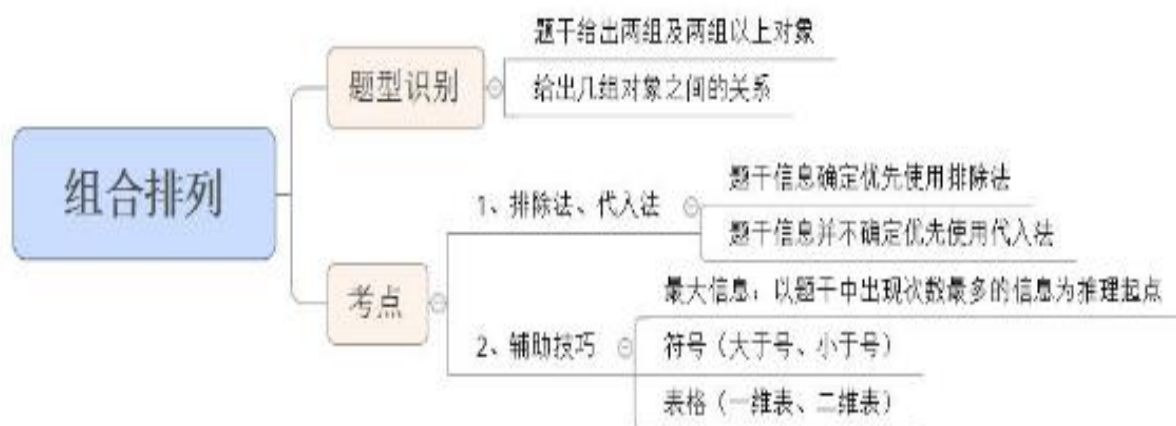 组合排列
题型识别
题干给出两组及两组以上对象
给出几组对象之间的关系
考点
1、排除法、代入法
题干信息确定优先使用排除法
题干信息并不确定优先使用代入法
2、辅助技巧
最大信息：以题干中出现次数最多的信息为推理起点
符号（大于号、小于号）
表格（一维表、二维表）